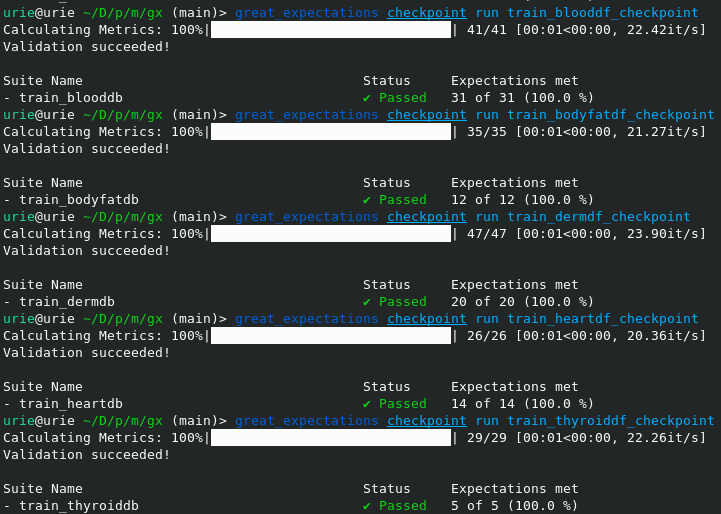 urie@urie ~/D/p/m/gx (main)> great_expectations checkpoint run train_blooddf_checkpoint
Calculating Metrics: 100%| | 41/41 [00:01<00:00, 22.42it/s]
Validation succeeded!
Suite Name Status Expectations met
- train_blooddb ✔ Passed 31 of 31 (100.0 %)
urie@urie ~/D/p/m/gx (main)> great_expectations checkpoint run train_bodyfatdf_checkpoint
Calculating Metrics: 100%| | 35/35 [00:01<00:00, 21.27it/s]
Validation succeeded!
Suite Name Status Expectations met
- train_bodyfatdb ✔ Passed 12 of 12 (100.0 %)
urie@urie ~/D/p/m/gx (main)> great_expectations checkpoint run train_dermdf_checkpoint
Calculating Metrics: 100%| | 47/47 [00:01<00:00, 23.90it/s]
Validation succeeded!
Suite Name Status Expectations met
- train_dermdb ✔ Passed 20 of 20 (100.0 %)
urie@urie ~/D/p/m/gx (main)> great_expectations checkpoint run train_heartdf_checkpoint
Calculating Metrics: 100%| | 26/26 [00:01<00:00, 20.36it/s]
Validation succeeded!
Suite Name Status Expectations met
- train_heartdb ✔ Passed 14 of 14 (100.0 %)
urie@urie ~/D/p/m/gx (main)> great_expectations checkpoint run train_thyroiddf_checkpoint
Calculating Metrics: 100%| | 29/29 [00:01<00:00, 22.26it/s]
Validation succeeded!
Suite Name Status Expectations met
- train_thyroiddb ✔ Passed 5 of 5 (100.0 %)